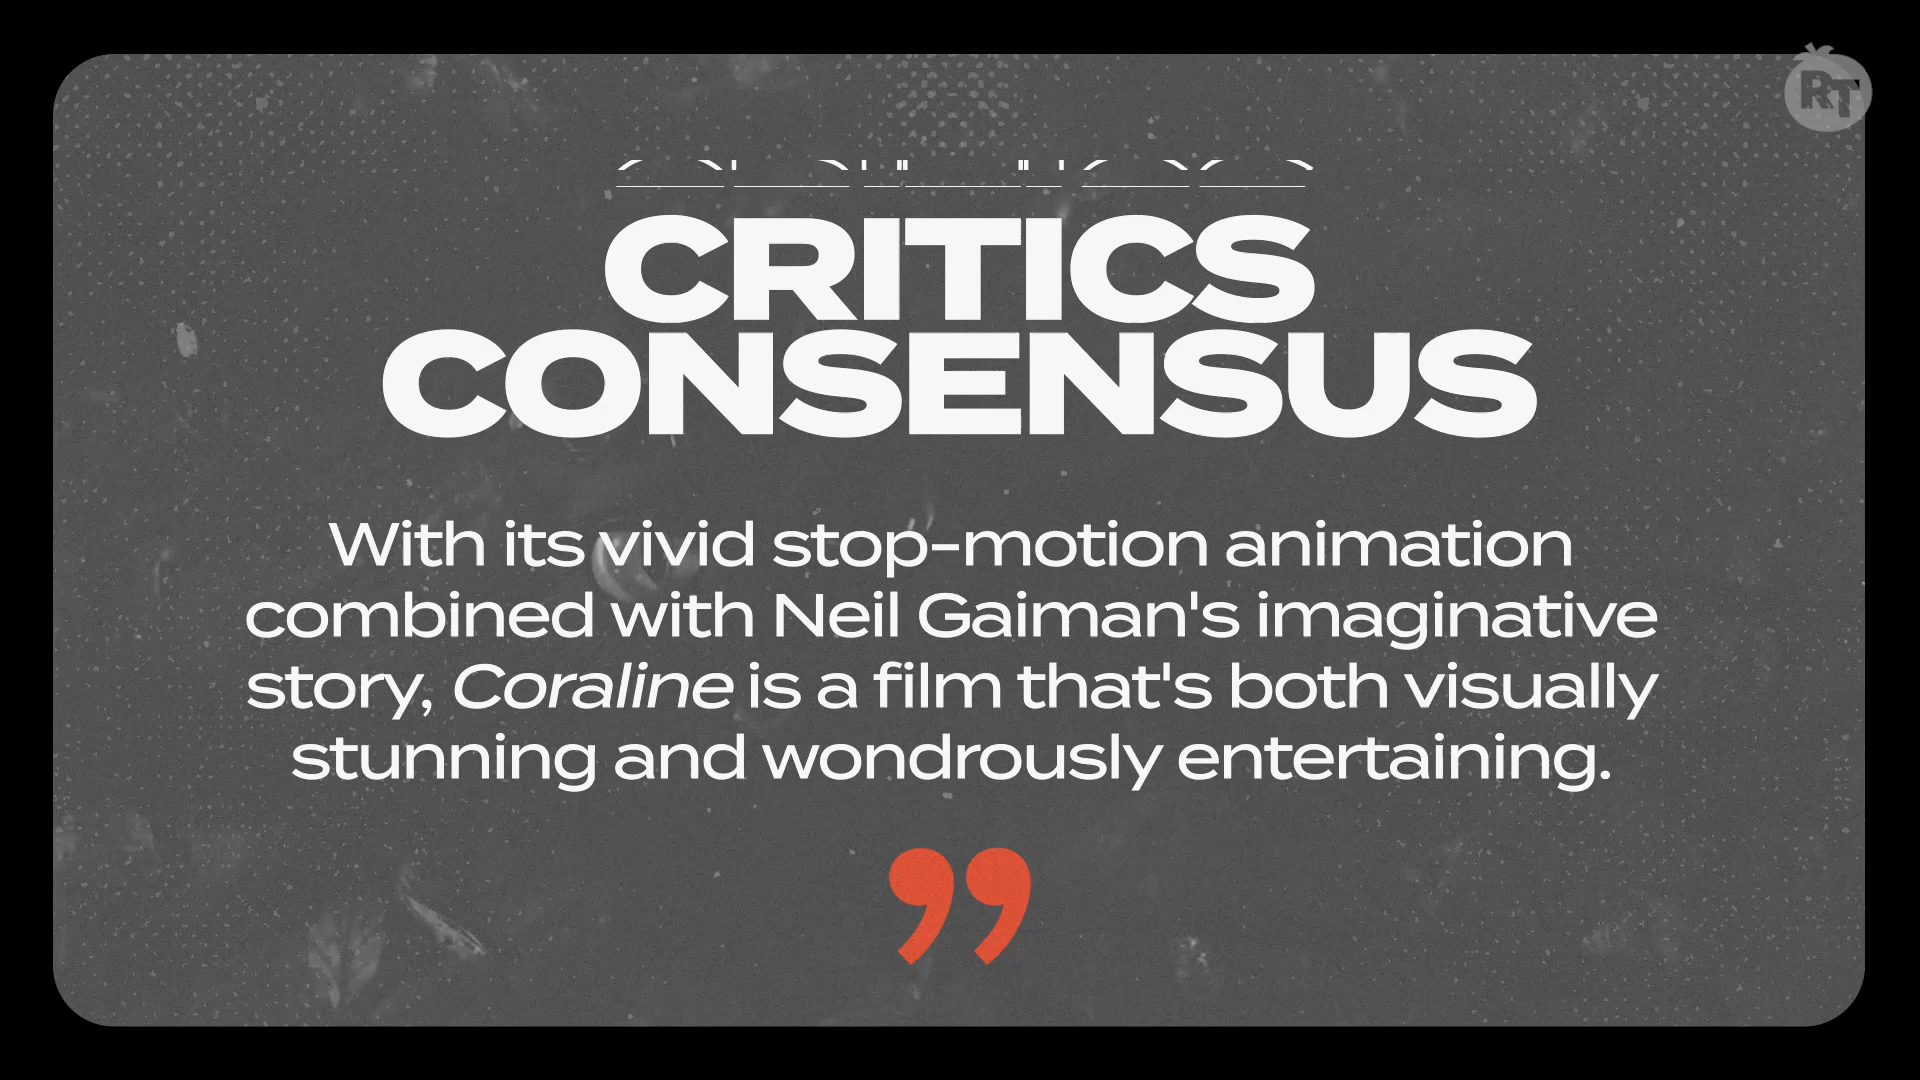 RT
CRITICS
CONSENSUS
With its vivid stop-motion animation
combined with Neil Gaiman's imaginative
story, Coraline is a film that's both visually
stunning and wondrously entertaining.
”